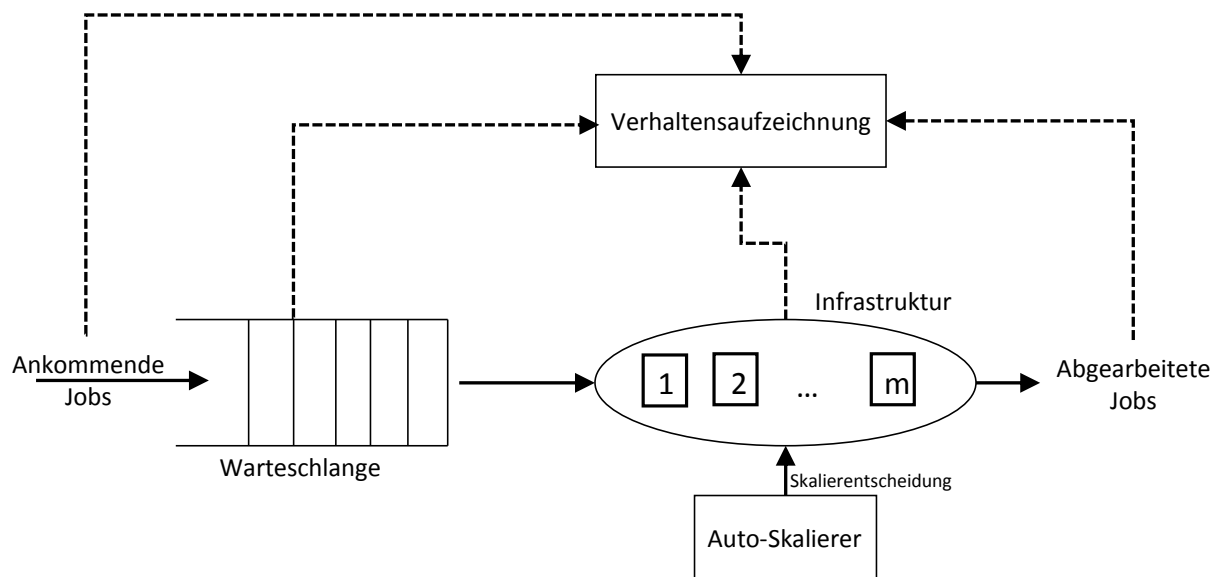 Verhaltensaufzeichnung
Infrastruktur
Ankommende
Jobs
1 2 ... m
Abgearbeitete
Jobs
Warteschlange
Skalierentscheidung
Auto-Skalierer